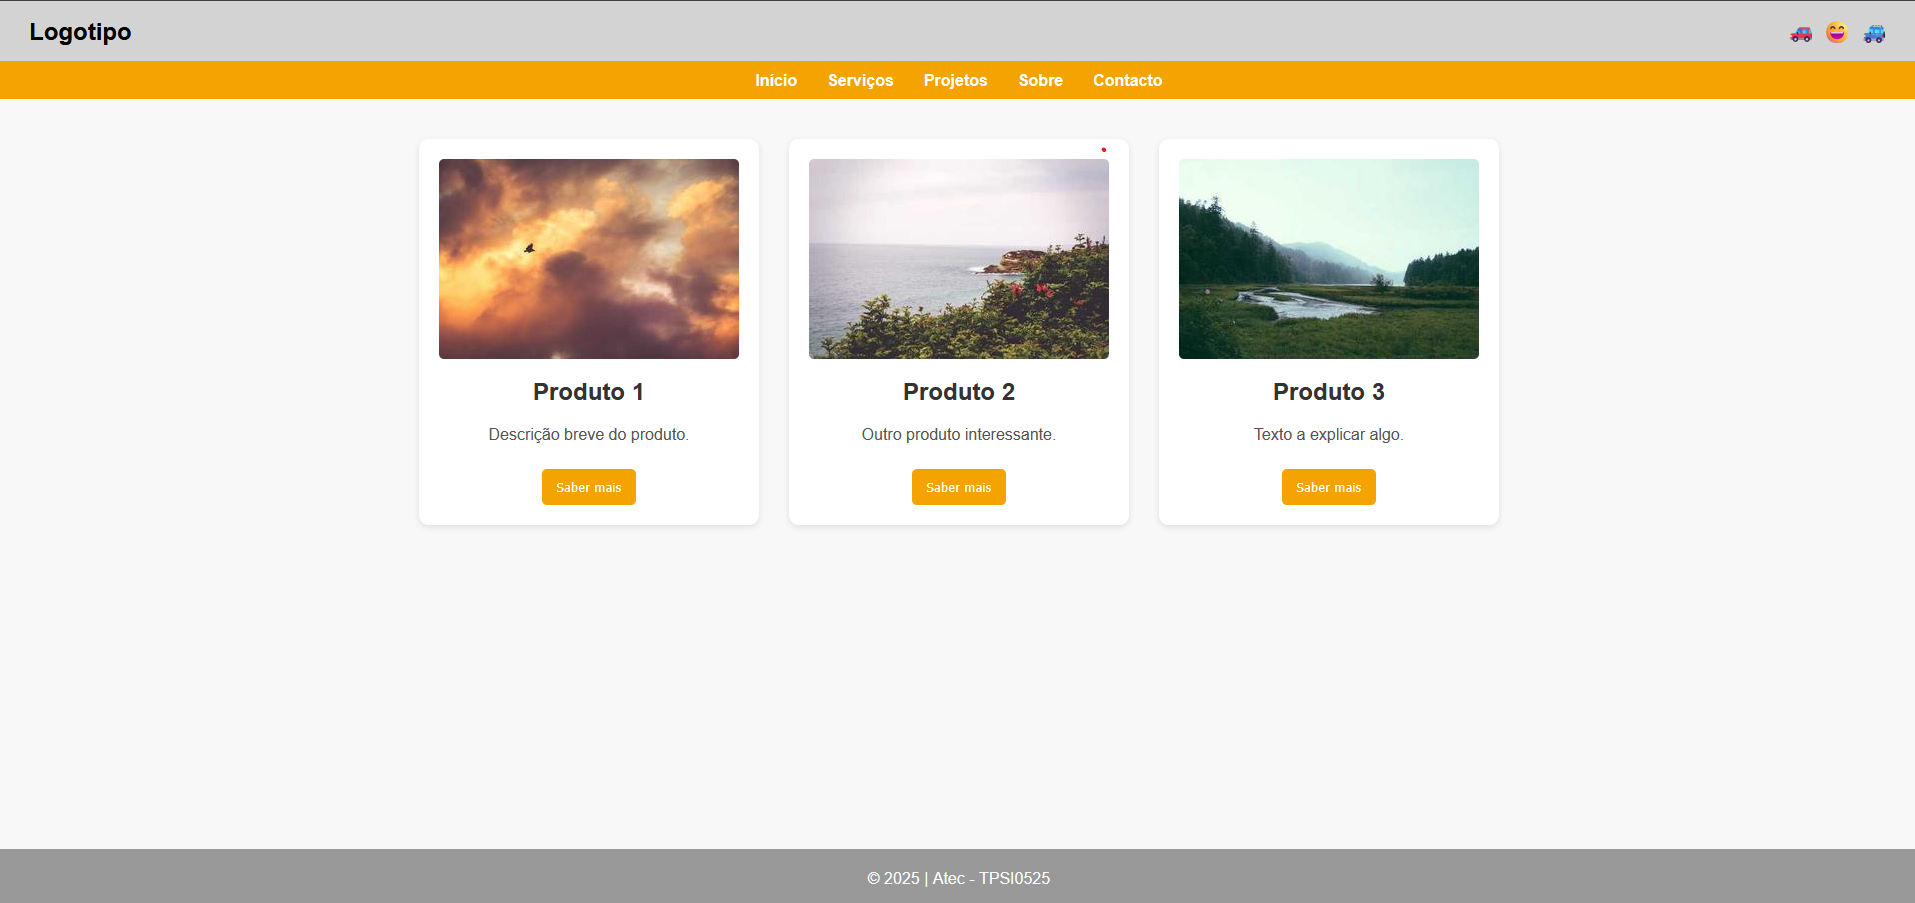 Logotipo 🚗 😄 🚙
Início Serviços Projetos Sobre Contacto
Produto 1
Descrição breve do produto.
Saber mais
Produto 2
Outro produto interessante.
Saber mais
Produto 3
Texto a explicar algo.
Saber mais
© 2025 | Atec - TPSI0525